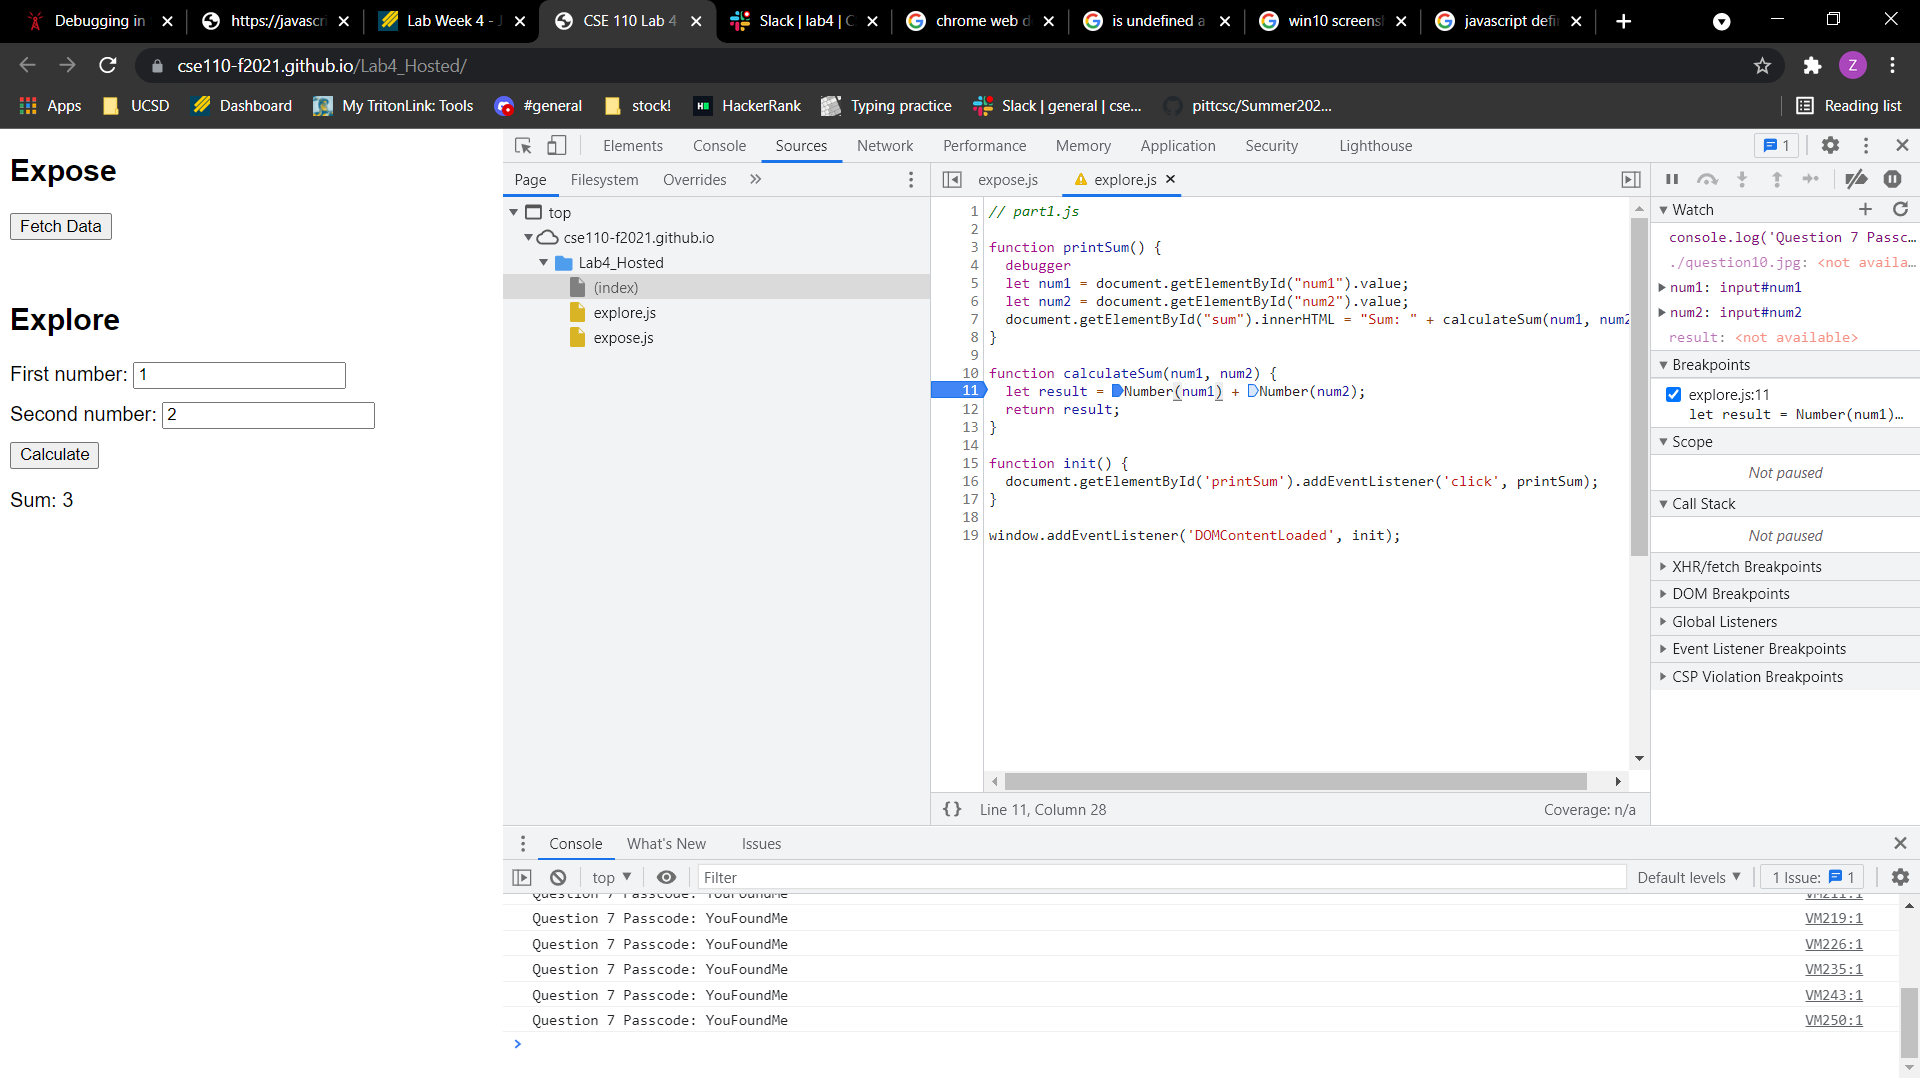 Debugging in
https://javascri
Lab Week 4 - J
CSE 110 Lab 4
Slack | lab4 | C
chrome web d
is undefined a
win10 screensh
javascript defin
cse110-f2021.github.io/Lab4_Hosted/
Z
Apps
UCSD
Dashboard
My TritonLink: Tools
#general
stock!
HackerRank
Typing practice
Slack | general | cse...
pittcsc/Summer202...
Reading list
Expose
Fetch Data
Explore
First number: 1
Second number: 2
Calculate
Sum: 3
Elements
Console
Sources
Network
Performance
Memory
Application
Security
Lighthouse
1
Page
Filesystem
Overrides
top
cse110-f2021.github.io
Lab4_Hosted
(index)
explore.js
expose.js
expose.js
explore.js
1 // part1.js
2
3 function printSum() {
4 debugger
5 let num1 = document.getElementById("num1").value;
6 let num2 = document.getElementById("num2").value;
7 document.getElementById("sum").innerHTML = "Sum: " + calculateSum(num1, num2
8 }
9
10 function calculateSum(num1, num2) {
11 let result = Number(num1) + Number(num2);
12 return result;
13 }
14
15 function init() {
16 document.getElementById('printSum').addEventListener('click', printSum);
17 }
18
19 window.addEventListener('DOMContentLoaded', init);
{} Line 11, Column 28
Coverage: n/a
Watch
console.log('Question 7 Passc…
./question10.jpg: <not availa…
num1: input#num1
num2: input#num2
result: <not available>
Breakpoints
explore.js:11
let result = Number(num1)…
Scope
Not paused
Call Stack
Not paused
XHR/fetch Breakpoints
DOM Breakpoints
Global Listeners
Event Listener Breakpoints
CSP Violation Breakpoints
Console
What's New
Issues
top
Filter
Default levels
1 Issue: 1
Question 7 Passcode: YouFoundMe VM211:1
Question 7 Passcode: YouFoundMe VM219:1
Question 7 Passcode: YouFoundMe VM226:1
Question 7 Passcode: YouFoundMe VM235:1
Question 7 Passcode: YouFoundMe VM243:1
Question 7 Passcode: YouFoundMe VM250:1